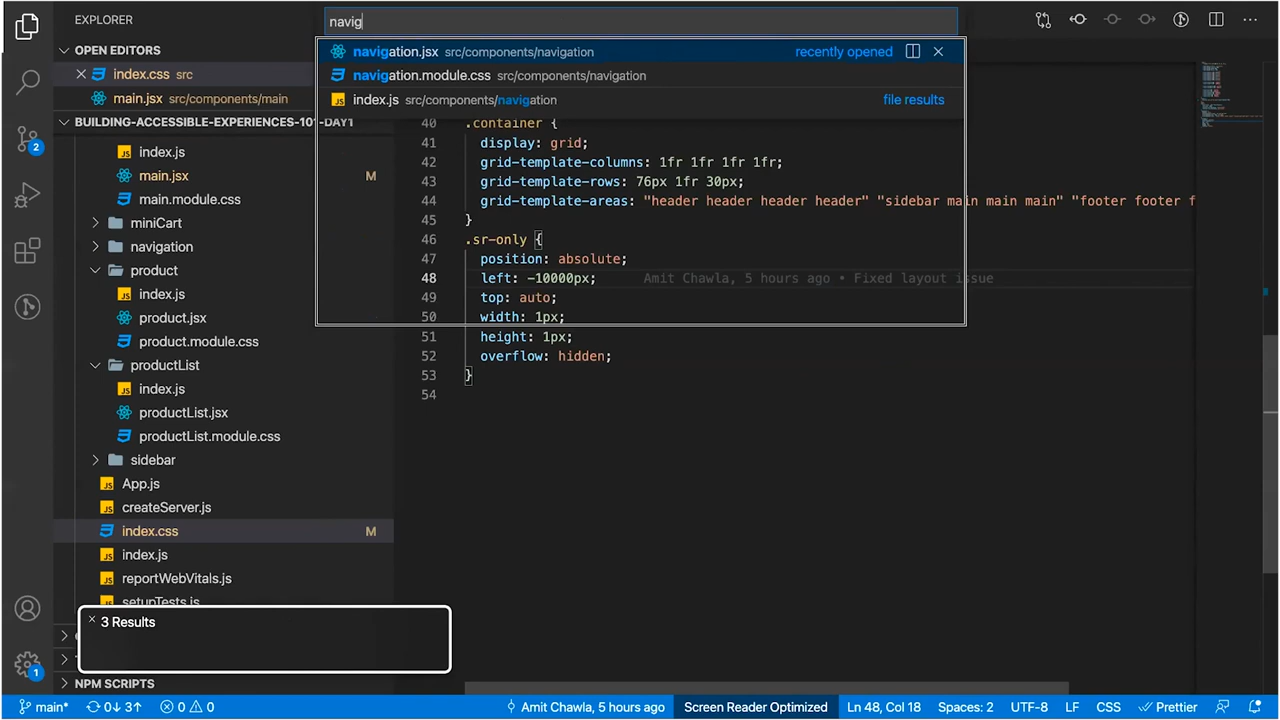 EXPLORER
OPEN EDITORS
index.css src
main.jsx src/components/main
BUILDING-ACCESSIBLE-EXPERIENCES-101-DAY1
index.js
main.jsx M
main.module.css
miniCart
navigation
product
index.js
product.jsx
product.module.css
productList
index.js
productList.jsx
productList.module.css
sidebar
App.js
createServer.js
index.css M
index.js
reportWebVitals.js
setupTests.js
3 Results
NPM SCRIPTS
navig
navigation.jsx src/components/navigation recently opened
navigation.module.css src/components/navigation
index.js src/components/navigation file results
40 .container {
41 display: grid;
42 grid-template-columns: 1fr 1fr 1fr 1fr;
43 grid-template-rows: 76px 1fr 30px;
44 grid-template-areas: "header header header header" "sidebar main main main" "footer footer f
45 }
46 .sr-only {
47 position: absolute;
48 left: -10000px; Amit Chawla, 5 hours ago • Fixed layout issue
49 top: auto;
50 width: 1px;
51 height: 1px;
52 overflow: hidden;
53 }
54
2
1
main* 0↓ 3↑ 0 0 Amit Chawla, 5 hours ago Screen Reader Optimized Ln 48, Col 18 Spaces: 2 UTF-8 LF CSS Prettier